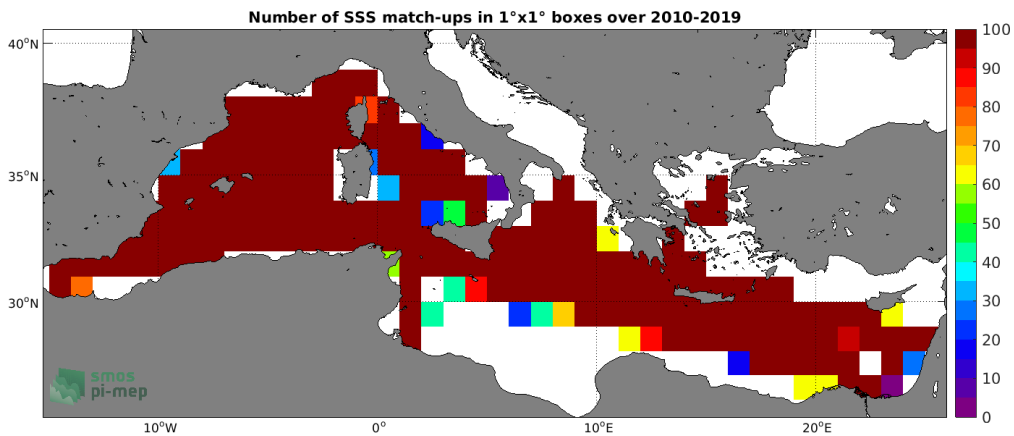 Number of SSS match-ups in 1°x1° boxes over 2010-2019
40°N
35°N
30°N
10°W
0°
10°E
20°E
100
90
80
70
60
50
40
30
20
10
0
smos
pi-mep